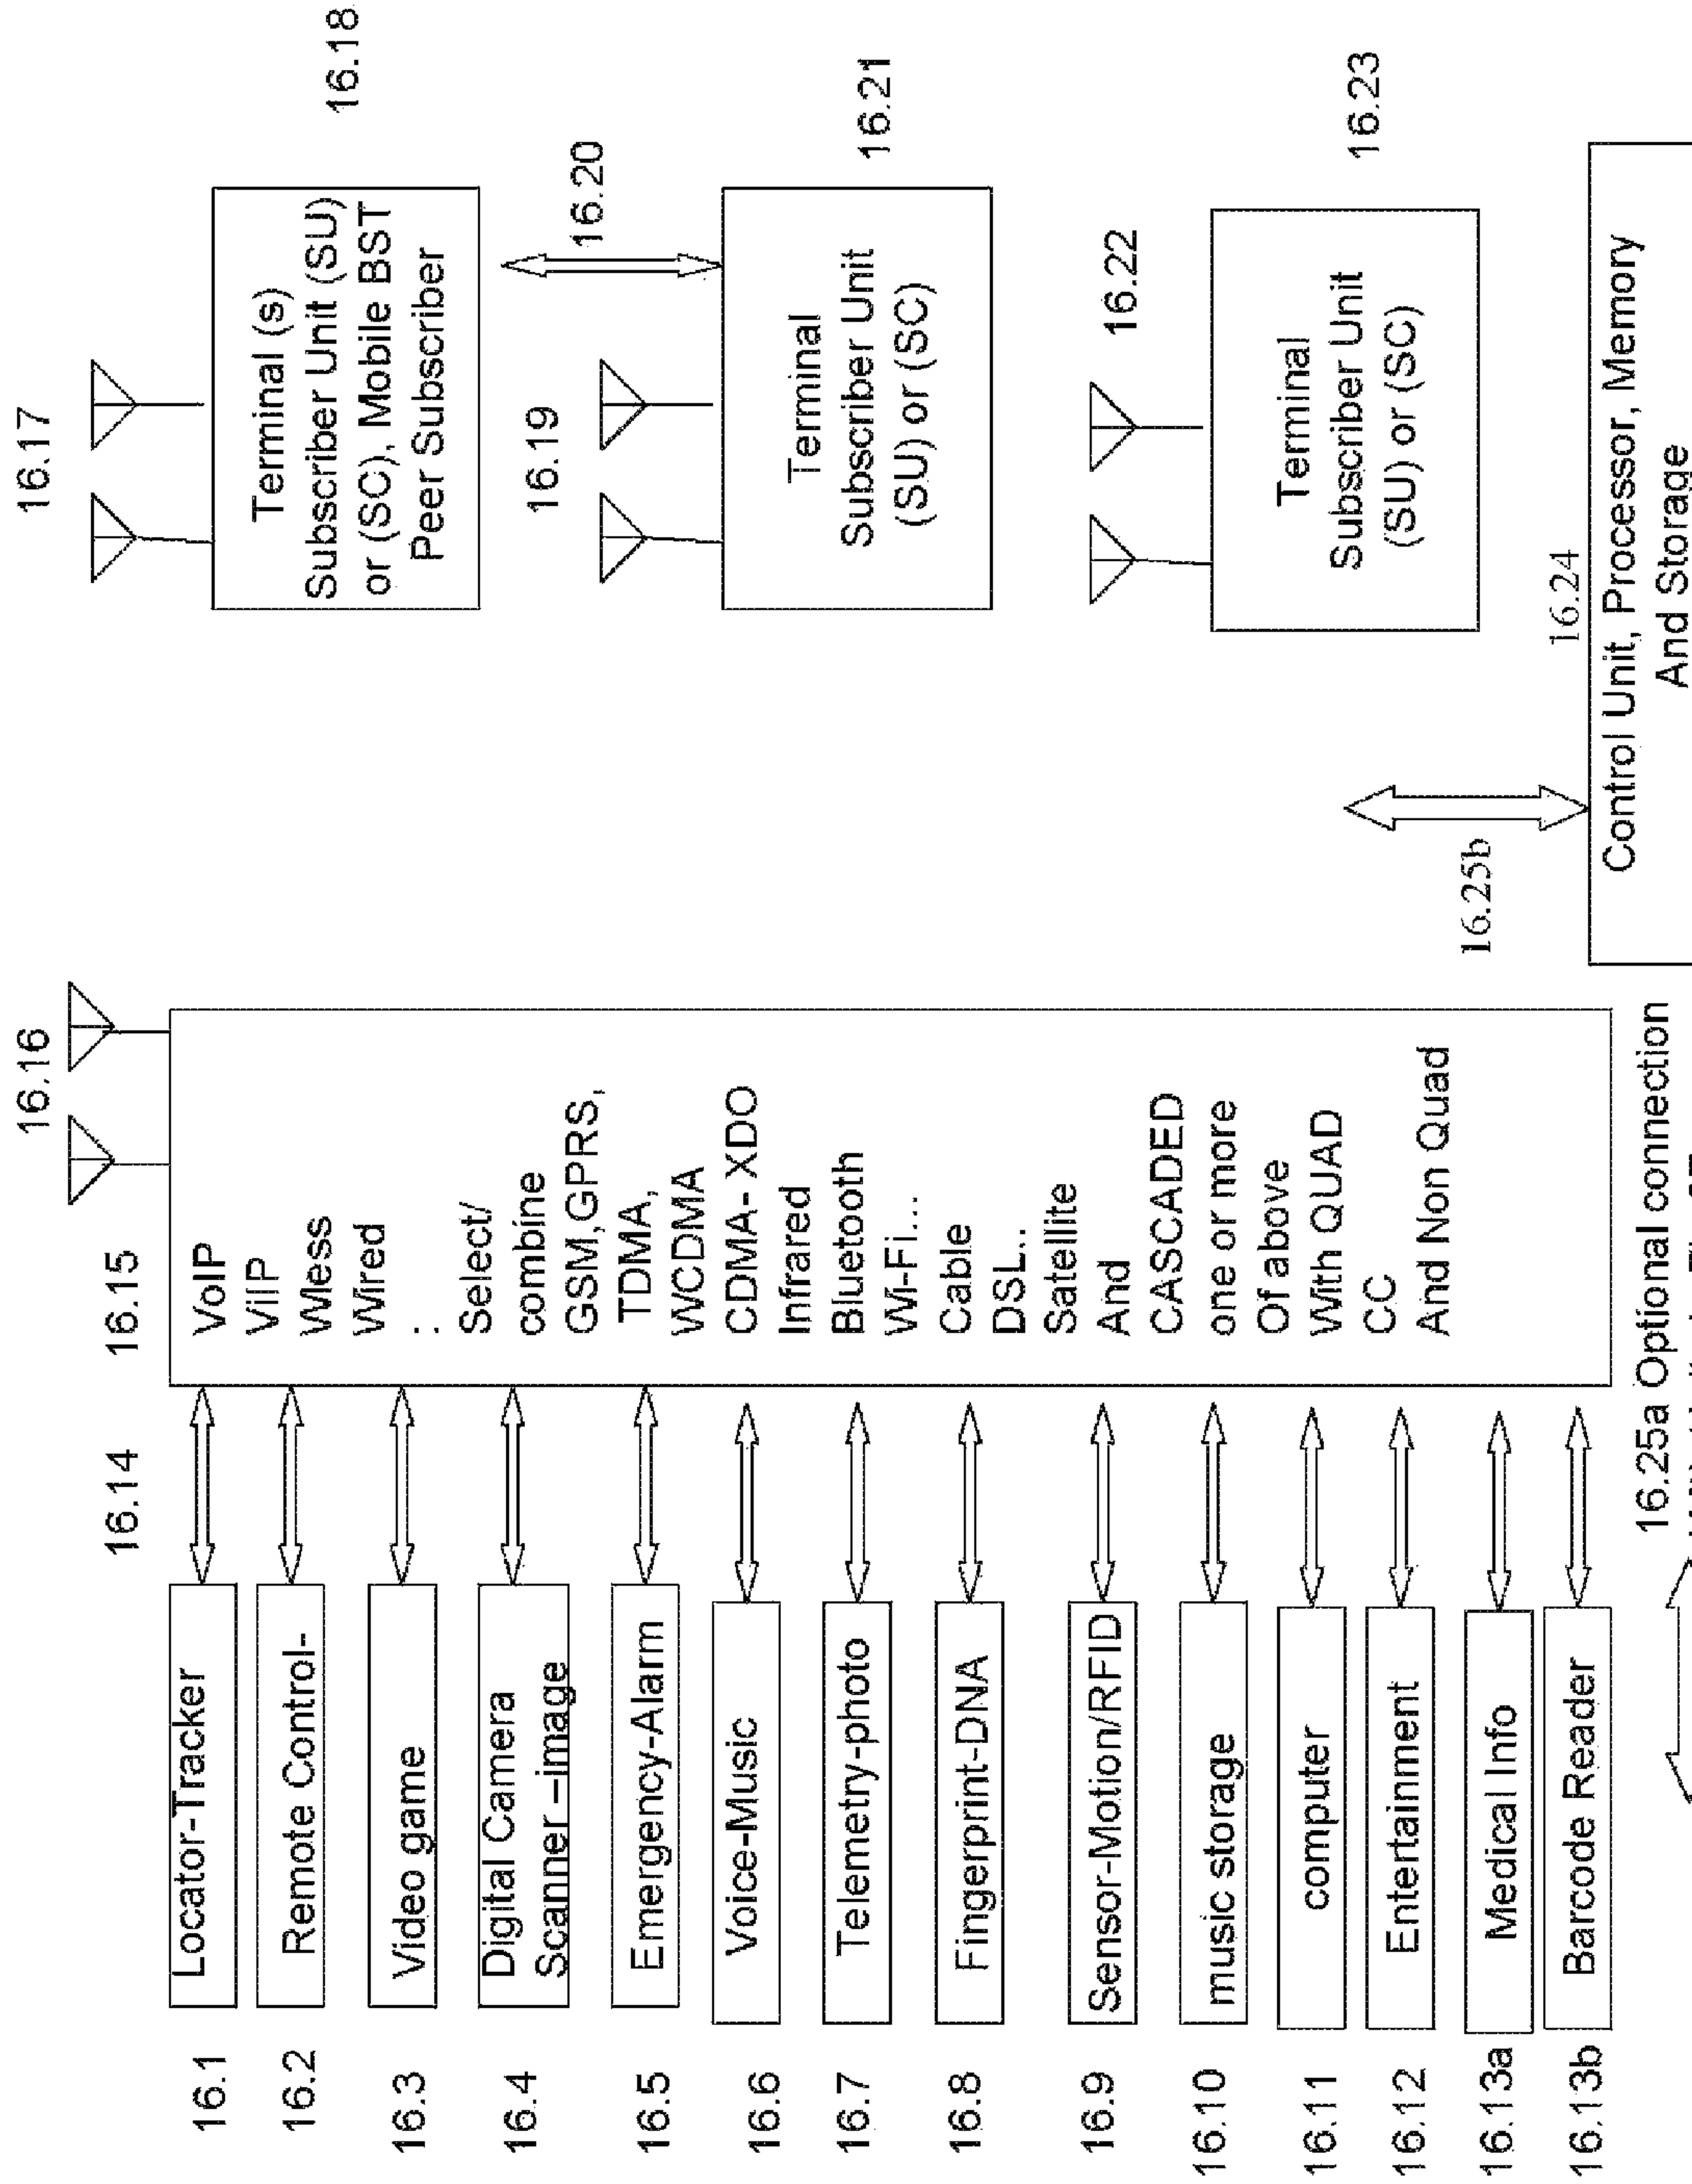 16.1
Locator-Tracker
16.2
Remote Control-
16.3
Video game
16.4
Digital Camera
Scanner –image
16.5
Emergency-Alarm
16.6
Voice-Music
16.7
Telemetry-photo
16.8
Fingerprint-DNA
16.9
Sensor-Motion/RFID
16.10
music storage
16.11
computer
16.12
Entertainment
16.13a
Medical Info
16.13b
Barcode Reader
16.14
16.15
16.16
VoIP
ViIP
Wless
Wired
:
Select/
combine
GSM,GPRS,
TDMA,
WCDMA
CDMA- XDO
Infrared
Bluetooth
Wi-Fi...
Cable
DSL..
Satellite
And
CASCADED
one or more
Of above
With QUAD
CC
And Non Quad
16.25a Optional connection
16.17
Terminal (s)
Subscriber Unit (SU)
or (SC), Mobile BST
Peer Subscriber
16.18
16.19
16.20
Terminal
Subscriber Unit
(SU) or (SC)
16.21
16.22
Terminal
Subscriber Unit
(SU) or (SC)
16.23
16.25b
16.24
Control Unit, Processor, Memory
And Storage